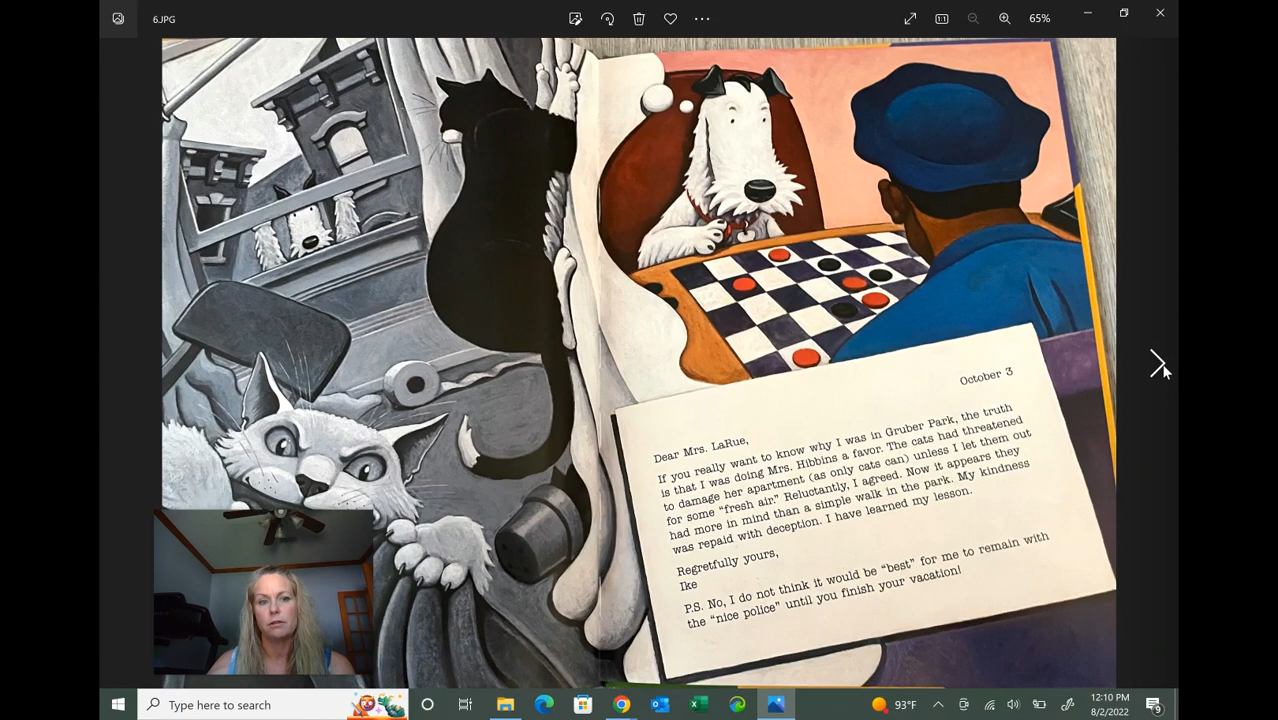 6.JPG
65%
October 3
Dear Mrs. LaRue,
If you really want to know why I was in Gruber Park, the truth
is that I was doing Mrs. Hibbins a favor. The cats had threatened
to damage her apartment (as only cats can) unless I let them out
for some “fresh air.” Reluctantly, I agreed. Now it appears they
had more in mind than a simple walk in the park. My kindness
was repaid with deception. I have learned my lesson.
Regretfully yours,
Ike
P.S. No, I do not think it would be “best” for me to remain with
the “nice police” until you finish your vacation!
Type here to search
93°F
12:10 PM
8/2/2022
9